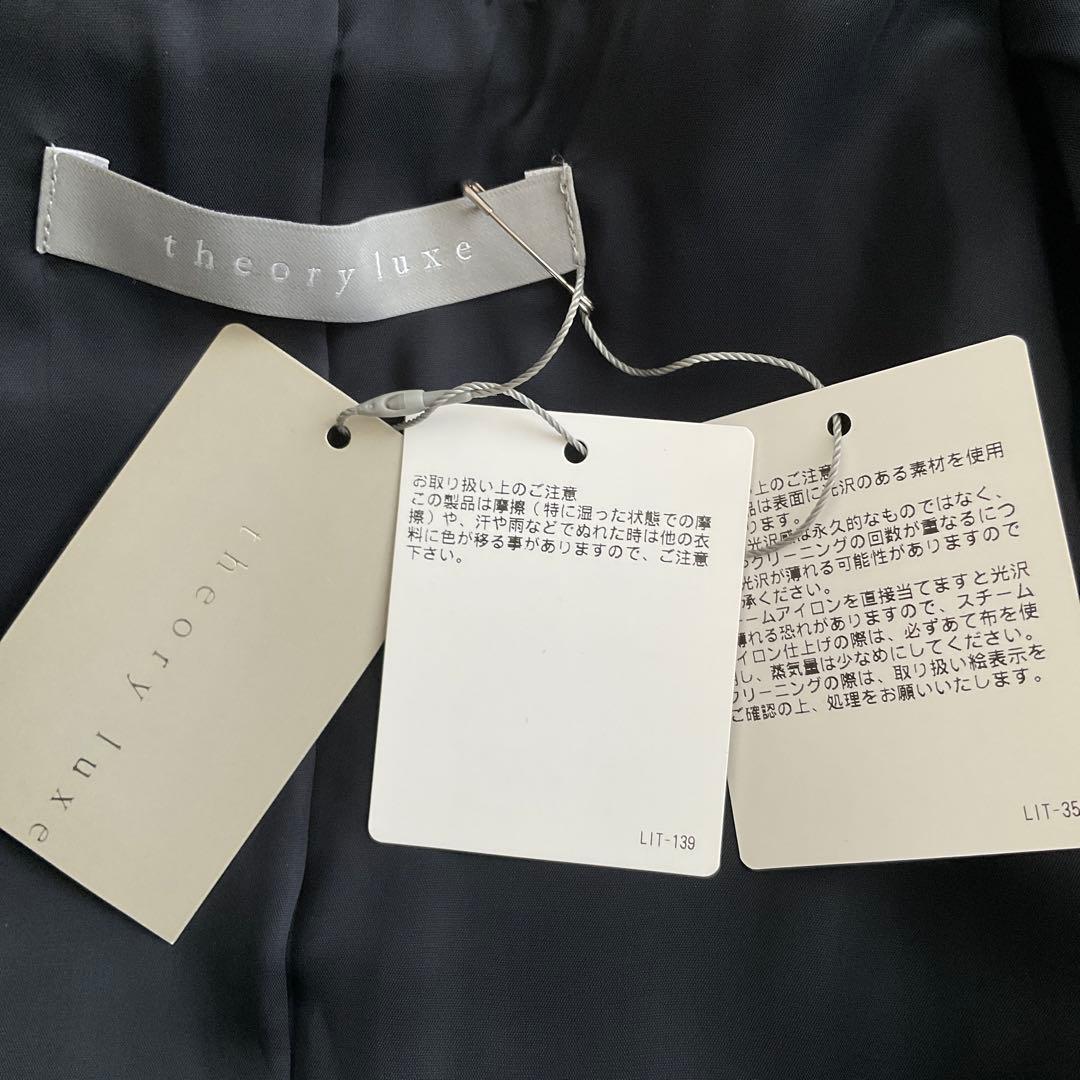 theory luxe
theory luxe
お取り扱い上のご注意
この製品は摩擦（特に湿った状態での摩
擦）や、汗や雨などでぬれた時は他の衣
料に色が移る事がありますので、ご注意
下さい。
LIT-139
上のご注意
品は表面に光沢のある素材を使用
ります。
光沢感は永久的なものではなく、
クリーニングの回数が重なるにつ
光沢が薄れる可能性がありますので
承ください。
ームアイロンを直接当てますと光沢
薄れる恐れがありますので、スチーム
イロン仕上げの際は、必ずあて布を使
し、蒸気量は少なめにしてください。
クリーニングの際は、取り扱い絵表示を
ご確認の上、処理をお願いいたします。
LIT-35